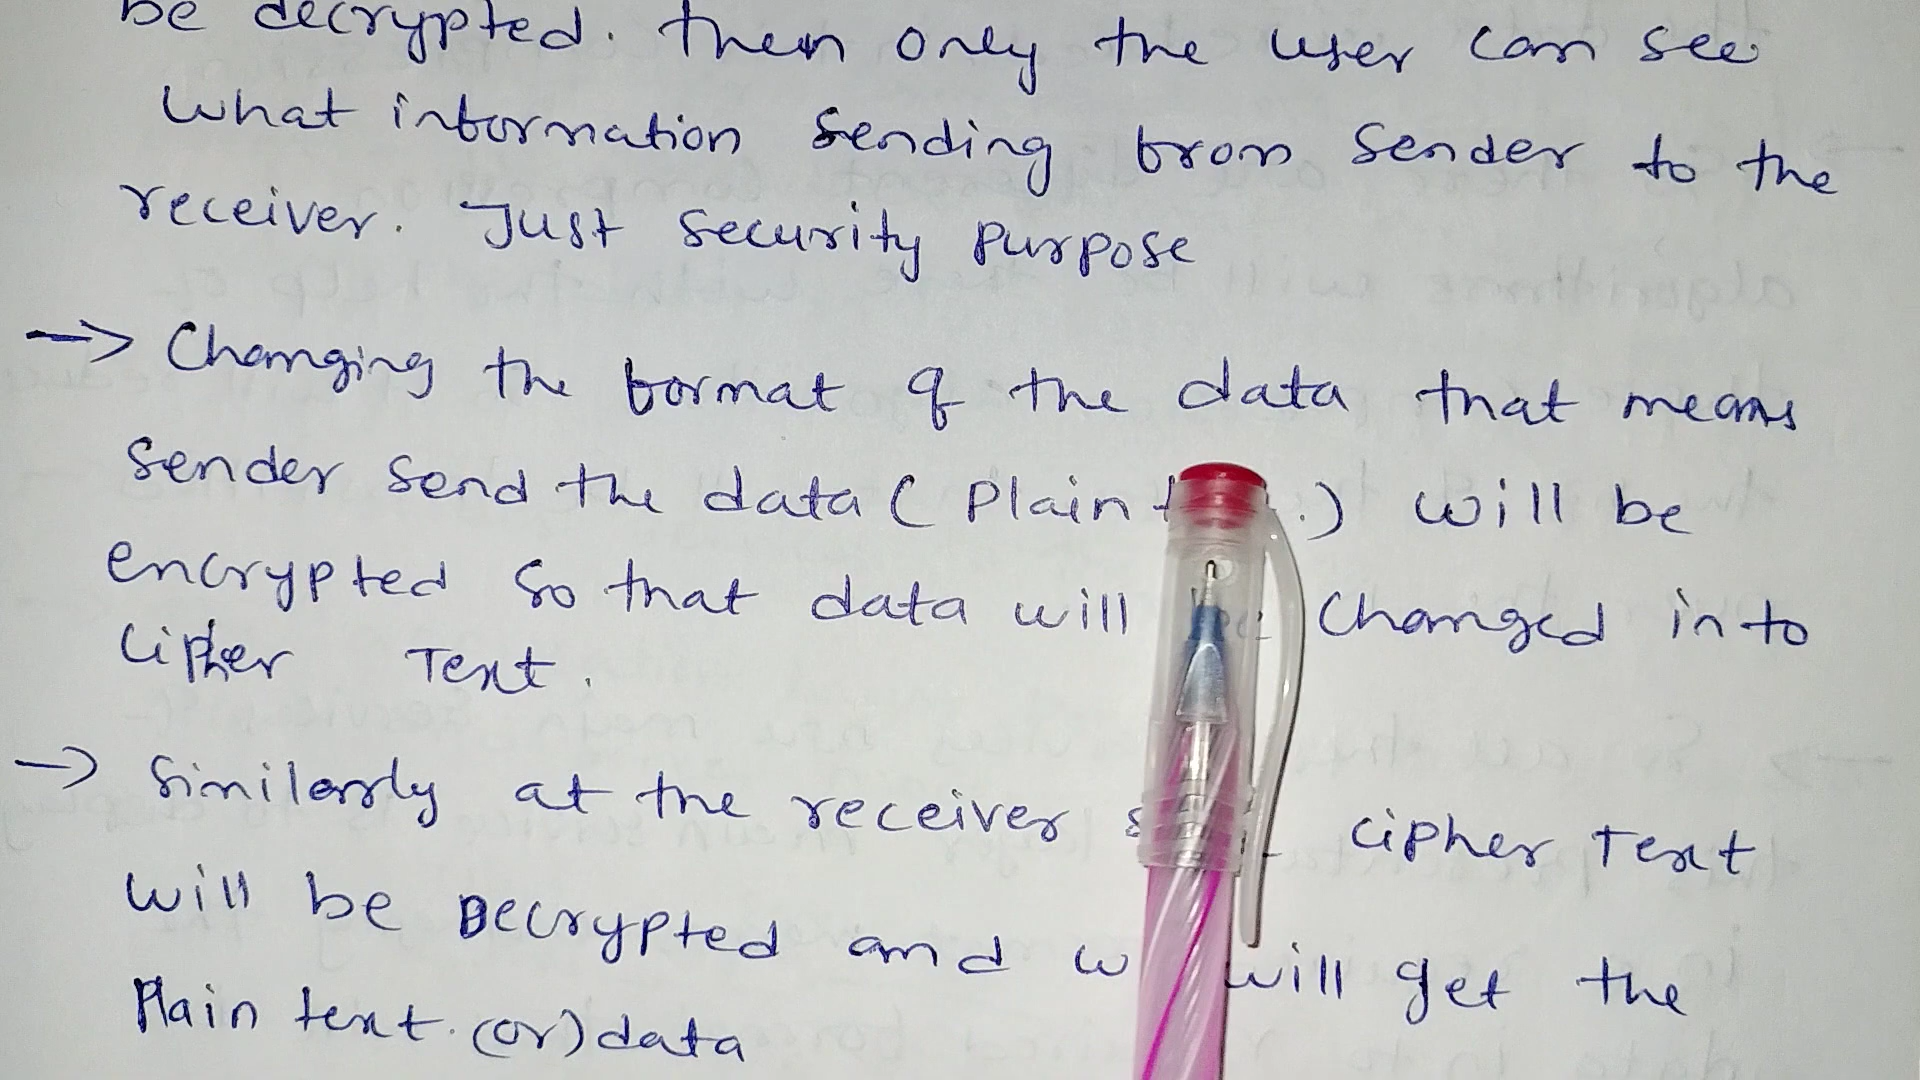 be decrypted. then only the user can see
what information sending from sender to the
receiver. Just security purpose
→ Changing the format of the data that means
sender send the data ( Plain .) will be
encrypted so that data will be changed in to
Cipher Text.
→ Similarly at the receiver cipher Text
will be Decrypted and will get the
Plain text. (or) data